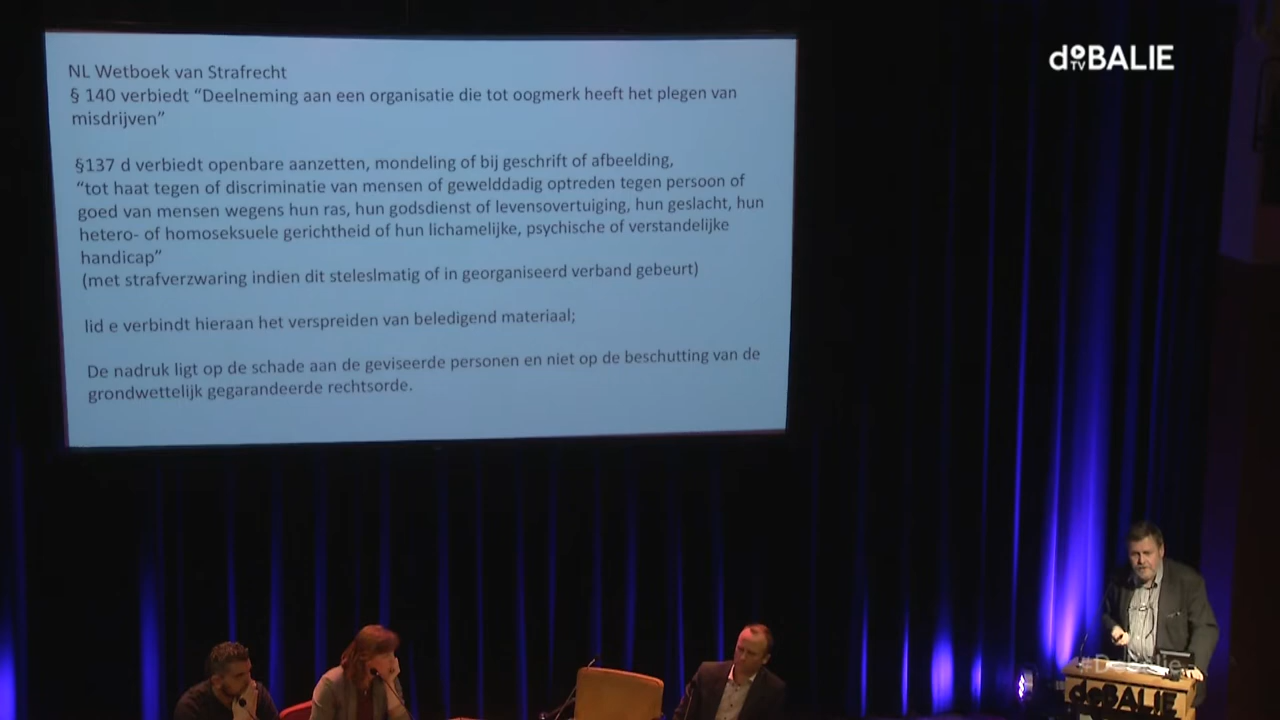 NL Wetboek van Strafrecht
§ 140 verbiedt “Deelneming aan een organisatie die tot oogmerk heeft het plegen van
misdrijven”
§137 d verbiedt openbare aanzetten, mondeling of bij geschrift of afbeelding,
“tot haat tegen of discriminatie van mensen of gewelddadig optreden tegen persoon of
goed van mensen wegens hun ras, hun godsdienst of levensovertuiging, hun geslacht, hun
hetero- of homoseksuele gerichtheid of hun lichamelijke, psychische of verstandelijke
handicap”
(met strafverzwaring indien dit steleslmatig of in georganiseerd verband gebeurt)
lid e verbindt hieraan het verspreiden van beledigend materiaal;
De nadruk ligt op de schade aan de geviseerde personen en niet op de beschutting van de
grondwettelijk gegarandeerde rechtsorde.
deBALIE
TV
#DeBalie
deBALIE